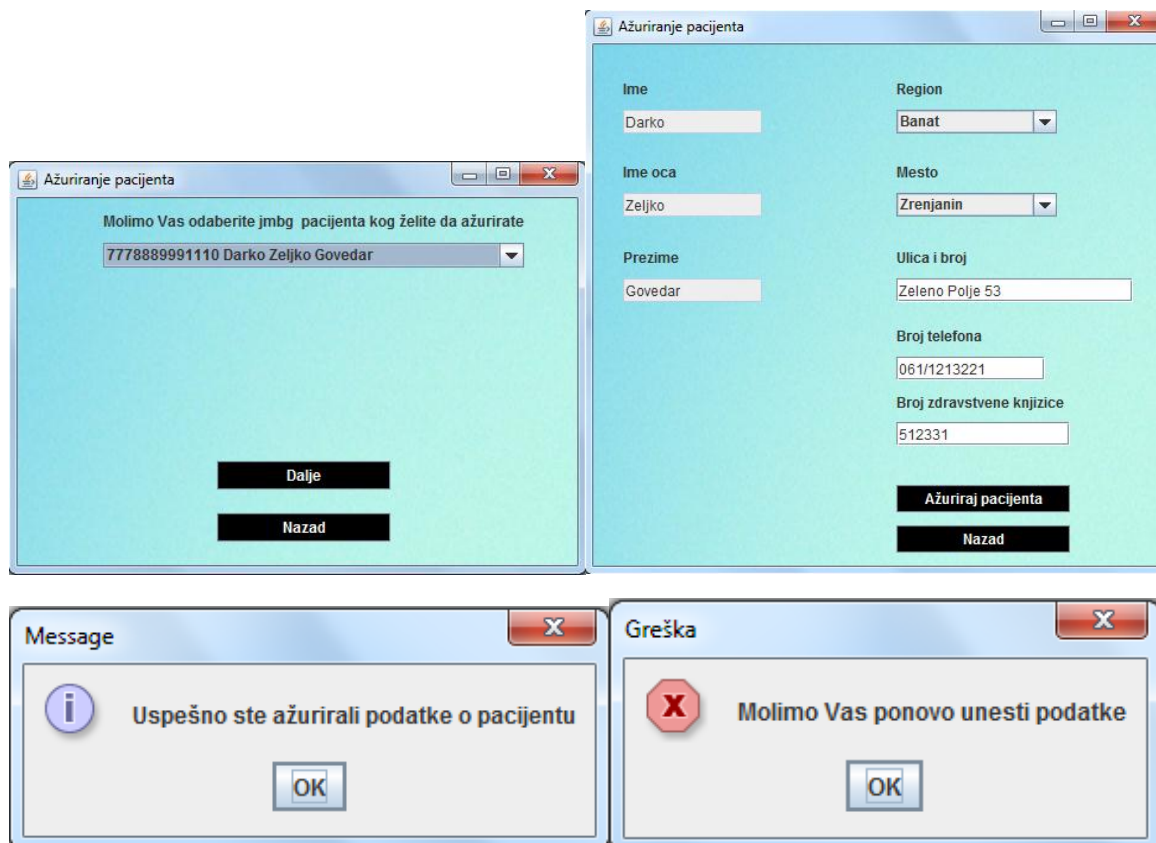 Ažuriranje pacijenta
Molimo Vas odaberite jmbg  pacijenta kog želite da ažurirate
7778889991110 Darko Zeljko Govedar
Dalje
Nazad
Ažuriranje pacijenta
Ime
Darko
Ime oca
Zeljko
Prezime
Govedar
Region
Banat
Mesto
Zrenjanin
Ulica i broj
Zeleno Polje 53
Broj telefona
061/1213221
Broj zdravstvene knjizice
512331
Ažuriraj pacijenta
Nazad
Message
Uspešno ste ažurirali podatke o pacijentu
OK
Greška
Molimo Vas ponovo unesti podatke
OK